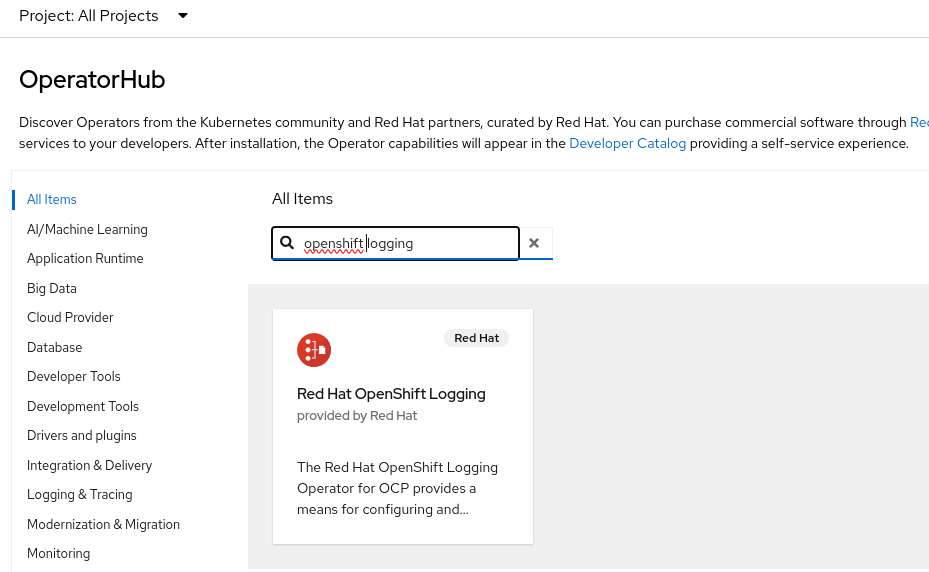 Project: All Projects
OperatorHub
Discover Operators from the Kubernetes community and Red Hat partners, curated by Red Hat. You can purchase commercial software through
services to your developers. After installation, the Operator capabilities will appear in the Developer Catalog providing a self-service experience.
All Items
AI/Machine Learning
Application Runtime
Big Data
Cloud Provider
Database
Developer Tools
Development Tools
Drivers and plugins
Integration & Delivery
Logging & Tracing
Modernization & Migration
Monitoring
All Items
openshift logging
Red Hat
Red Hat OpenShift Logging
provided by Red Hat
The Red Hat OpenShift Logging
Operator for OCP provides a
means for configuring and...